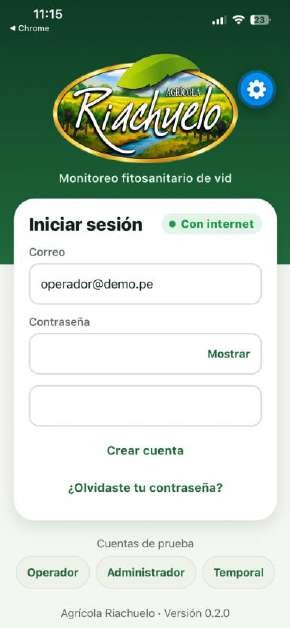 11:15
23
◀ Chrome
AGRÍCOLA
Riachuelo
Monitoreo fitosanitario de vid
Iniciar sesión
Con internet
Correo
operador@demo.pe
Contraseña
Mostrar
Crear cuenta
¿Olvidaste tu contraseña?
Cuentas de prueba
Operador
Administrador
Temporal
Agrícola Riachuelo · Versión 0.2.0